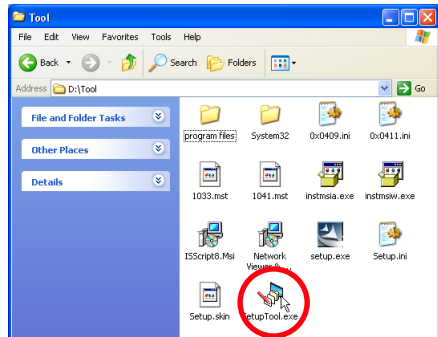 Tool
File Edit View Favorites Tools Help
Back Search Folders
Address D:\Tool Go
File and Folder Tasks
Other Places
Details
program files System32 0x0409.ini 0x0411.ini
1033.mst 1041.mst instmsia.exe instmsiw.exe
ISScript8.Msi Network setup.exe Setup.ini
Viewer &...
Setup.skin SetupTool.exe